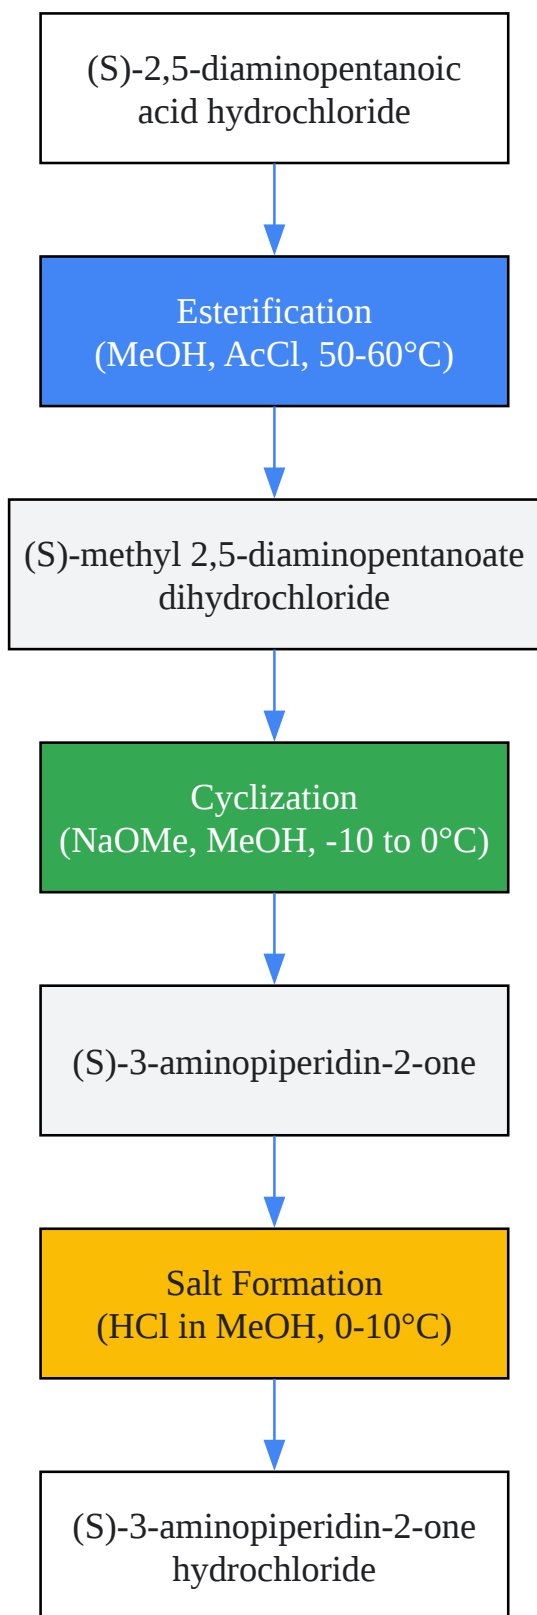 (S)-2,5-diaminopentanoic
acid hydrochloride
Esterification
(MeOH, AcCl, 50-60°C)
(S)-methyl 2,5-diaminopentanoate
dihydrochloride
Cyclization
(NaOMe, MeOH, -10 to 0°C)
(S)-3-aminopiperidin-2-one
Salt Formation
(HCl in MeOH, 0-10°C)
(S)-3-aminopiperidin-2-one
hydrochloride